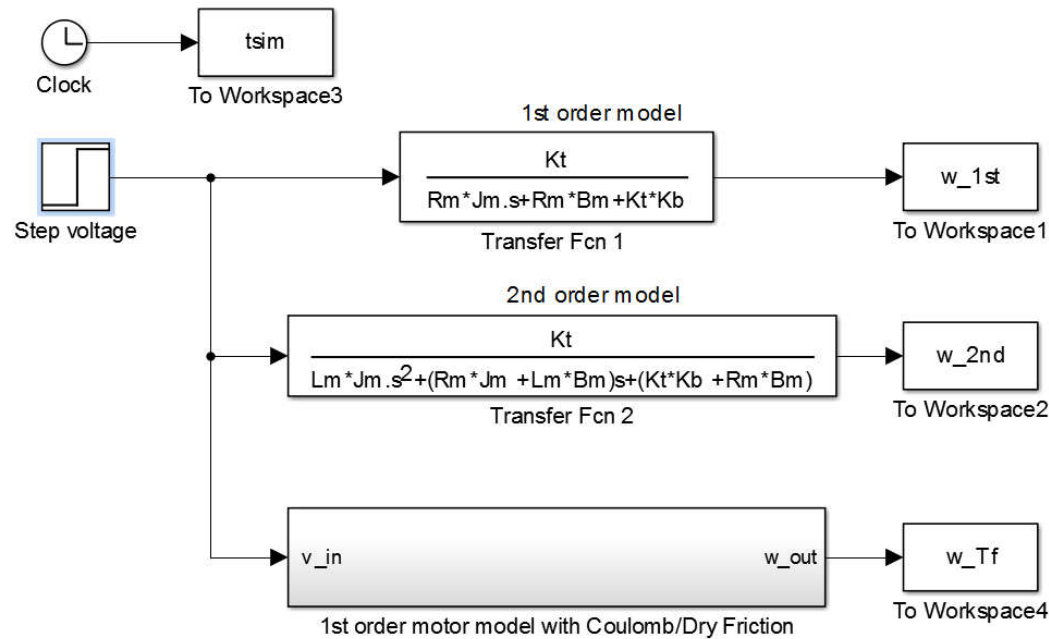 tsim
Clock
To Workspace3
1st order model
Kt
Rm*Jm.s+Rm*Bm+Kt*Kb
Transfer Fcn 1
w_1st
To Workspace1
Step voltage
2nd order model
Kt
Lm*Jm.s²+(Rm*Jm +Lm*Bm)s+(Kt*Kb +Rm*Bm)
Transfer Fcn 2
w_2nd
To Workspace2
v_in
w_out
1st order motor model with Coulomb/Dry Friction
w_Tf
To Workspace4